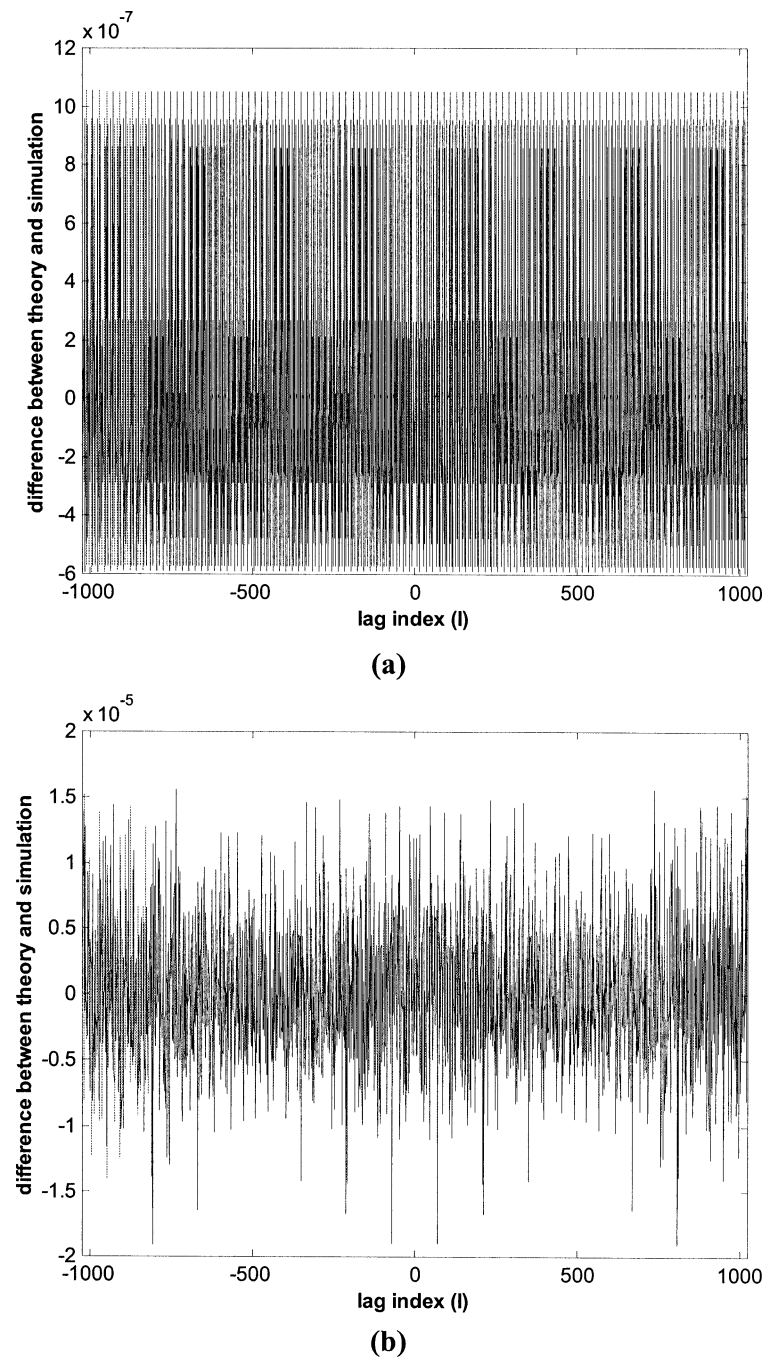 x 10-7
12
10
8
6
4
2
0
-2
-4
-6
difference between theory and simulation
-1000 -500 0 500 1000
lag index (l)
(a)
x 10-5
2
1.5
1
0.5
0
-0.5
-1
-1.5
-2
difference between theory and simulation
-1000 -500 0 500 1000
lag index (l)
(b)